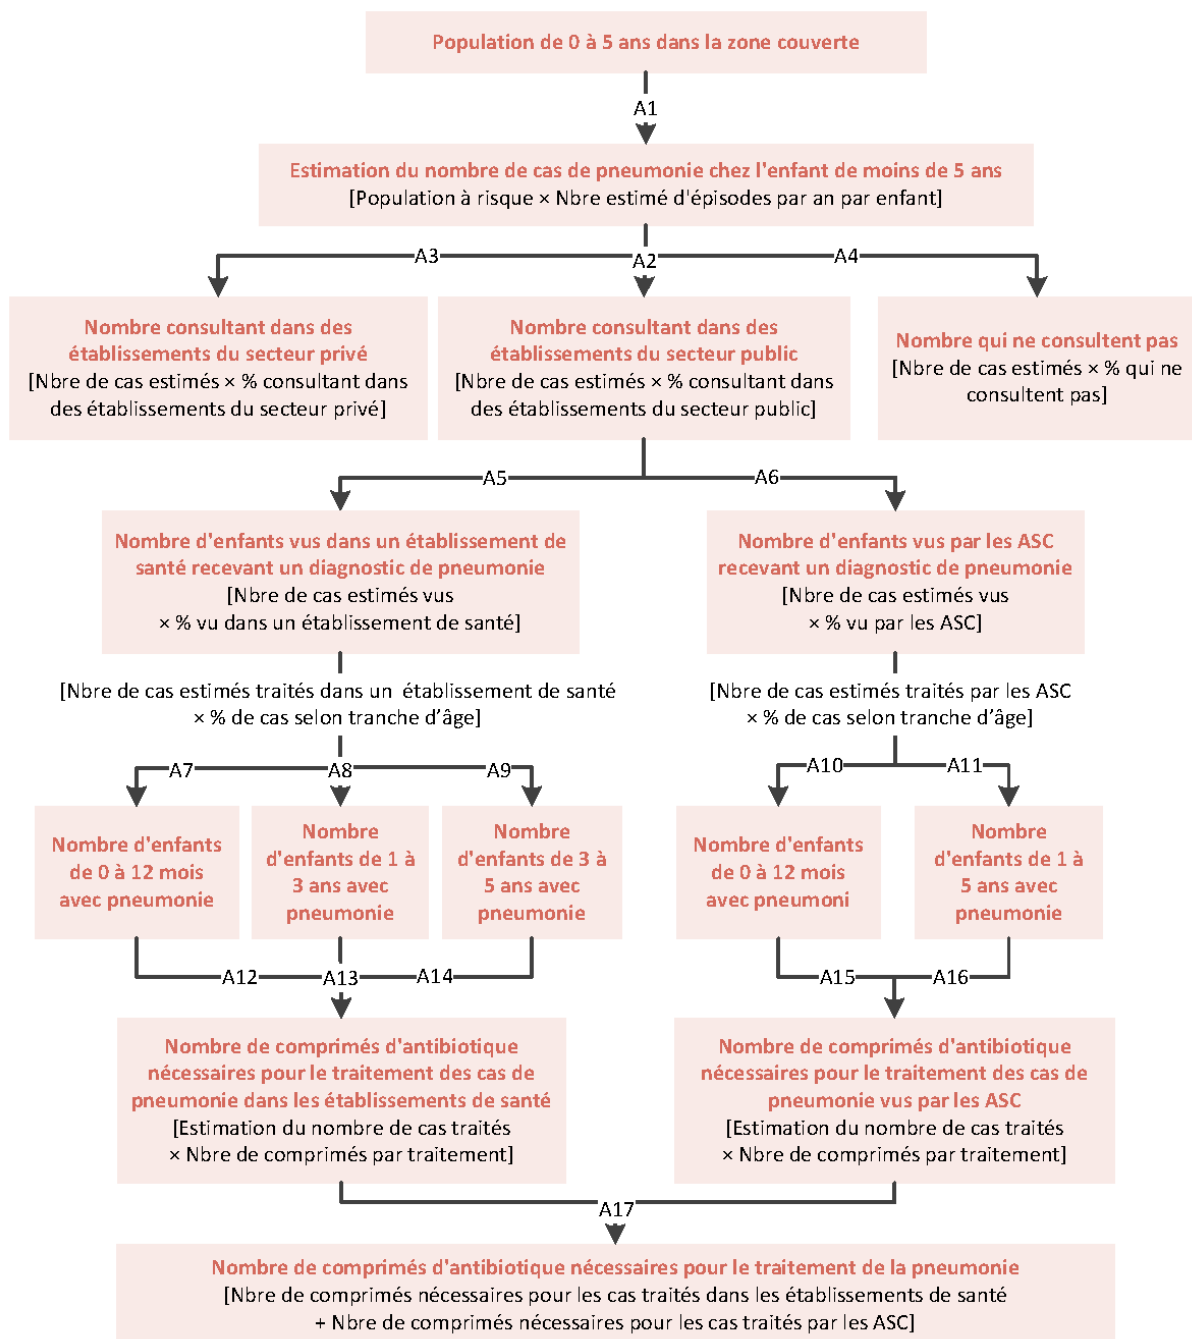 Population de 0 à 5 ans dans la zone couverte
A1
Estimation du nombre de cas de pneumonie chez l'enfant de moins de 5 ans
[Population à risque × Nbre estimé d'épisodes par an par enfant]
A3
A2
A4
Nombre consultant dans des
établissements du secteur privé
[Nbre de cas estimés × % consultant dans
des établissements du secteur privé]
Nombre consultant dans des
établissements du secteur public
[Nbre de cas estimés × % consultant dans
des établissements du secteur public]
Nombre qui ne consultent pas
[Nbre de cas estimés × % qui ne
consultent pas]
A5
A6
Nombre d'enfants vus dans un établissement de
santé recevant un diagnostic de pneumonie
[Nbre de cas estimés vus
× % vu dans un établissement de santé]
Nombre d'enfants vus par les ASC
recevant un diagnostic de pneumonie
[Nbre de cas estimés vus
× % vu par les ASC]
[Nbre de cas estimés traités dans un établissement de santé
× % de cas selon tranche d’âge]
[Nbre de cas estimés traités par les ASC
× % de cas selon tranche d’âge]
A7
A8
A9
A10
A11
Nombre d'enfants
de 0 à 12 mois
avec pneumonie
Nombre
d'enfants de 1 à
3 ans avec
pneumonie
Nombre
d'enfants de 3 à
5 ans avec
pneumonie
Nombre d'enfants
de 0 à 12 mois
avec pneumoni
Nombre
d'enfants de 1 à
5 ans avec
pneumonie
A12
A13
A14
A15
A16
Nombre de comprimés d'antibiotique
nécessaires pour le traitement des cas de
pneumonie dans les établissements de santé
[Estimation du nombre de cas traités
× Nbre de comprimés par traitement]
Nombre de comprimés d'antibiotique
nécessaires pour le traitement des cas de
pneumonie vus par les ASC
[Estimation du nombre de cas traités
× Nbre de comprimés par traitement]
A17
Nombre de comprimés d'antibiotique nécessaires pour le traitement de la pneumonie
[Nbre de comprimés nécessaires pour les cas traités dans les établissements de santé
+ Nbre de comprimés nécessaires pour les cas traités par les ASC]